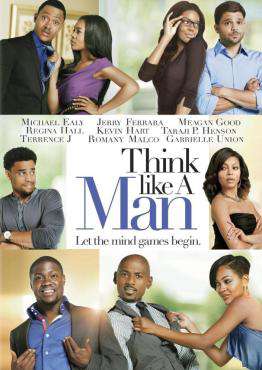 MICHAEL EALY JERRY FERRARA MEAGAN GOOD
REGINA HALL KEVIN HART TARAJI P. HENSON
TERRENCE J ROMANY MALCO GABRIELLE UNION
Think
like A
Man
Let the mind games begin.